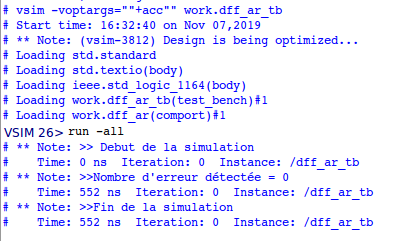 # vsim -voptargs=""+acc"" work.dff_ar_tb
# Start time: 16:32:40 on Nov 07,2019
# ** Note: (vsim-3812) Design is being optimized...
# Loading std.standard
# Loading std.textio(body)
# Loading ieee.std_logic_1164(body)
# Loading work.dff_ar_tb(test_bench)#1
# Loading work.dff_ar(comport)#1
VSIM 26> run -all
# ** Note: >> Debut de la simulation
#    Time: 0 ns  Iteration: 0  Instance: /dff_ar_tb
# ** Note: >>Nombre d'erreur détectée = 0
#    Time: 552 ns  Iteration: 0  Instance: /dff_ar_tb
# ** Note: >>Fin de la simulation
#    Time: 552 ns  Iteration: 0  Instance: /dff_ar_tb